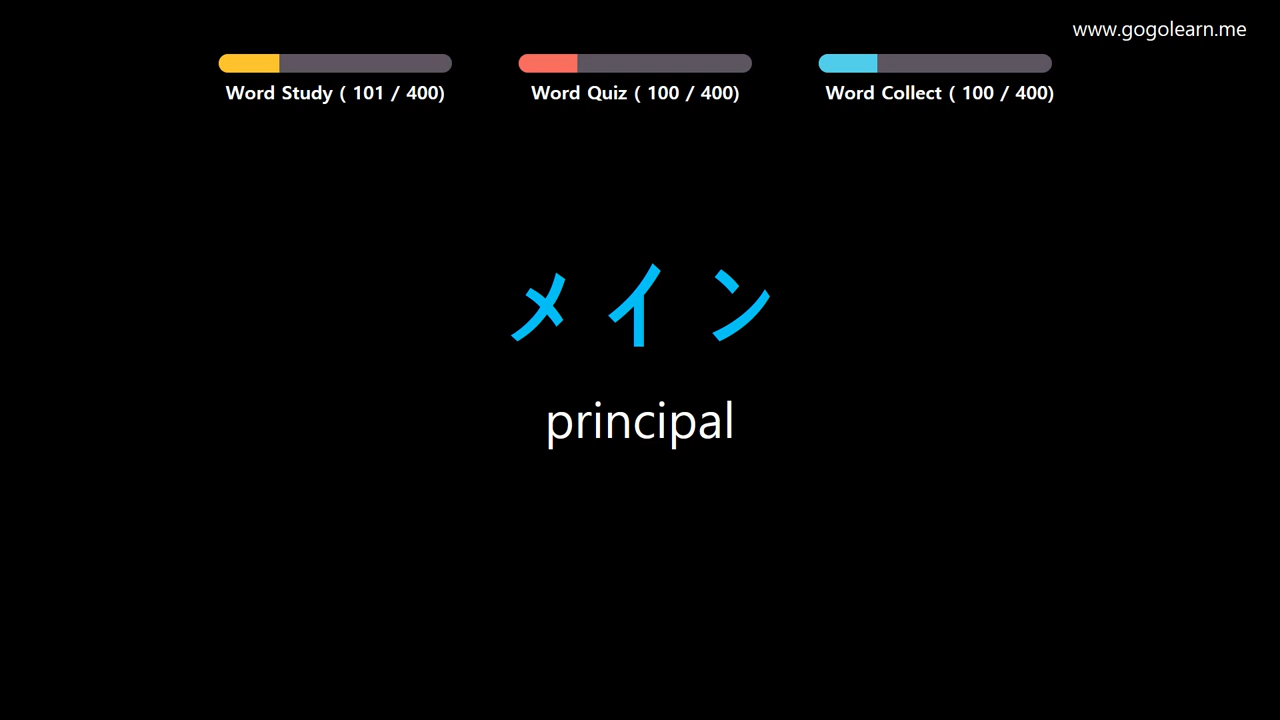 www.gogolearn.me
Word Study ( 101 / 400)
Word Quiz ( 100 / 400)
Word Collect ( 100 / 400)
メイン
principal